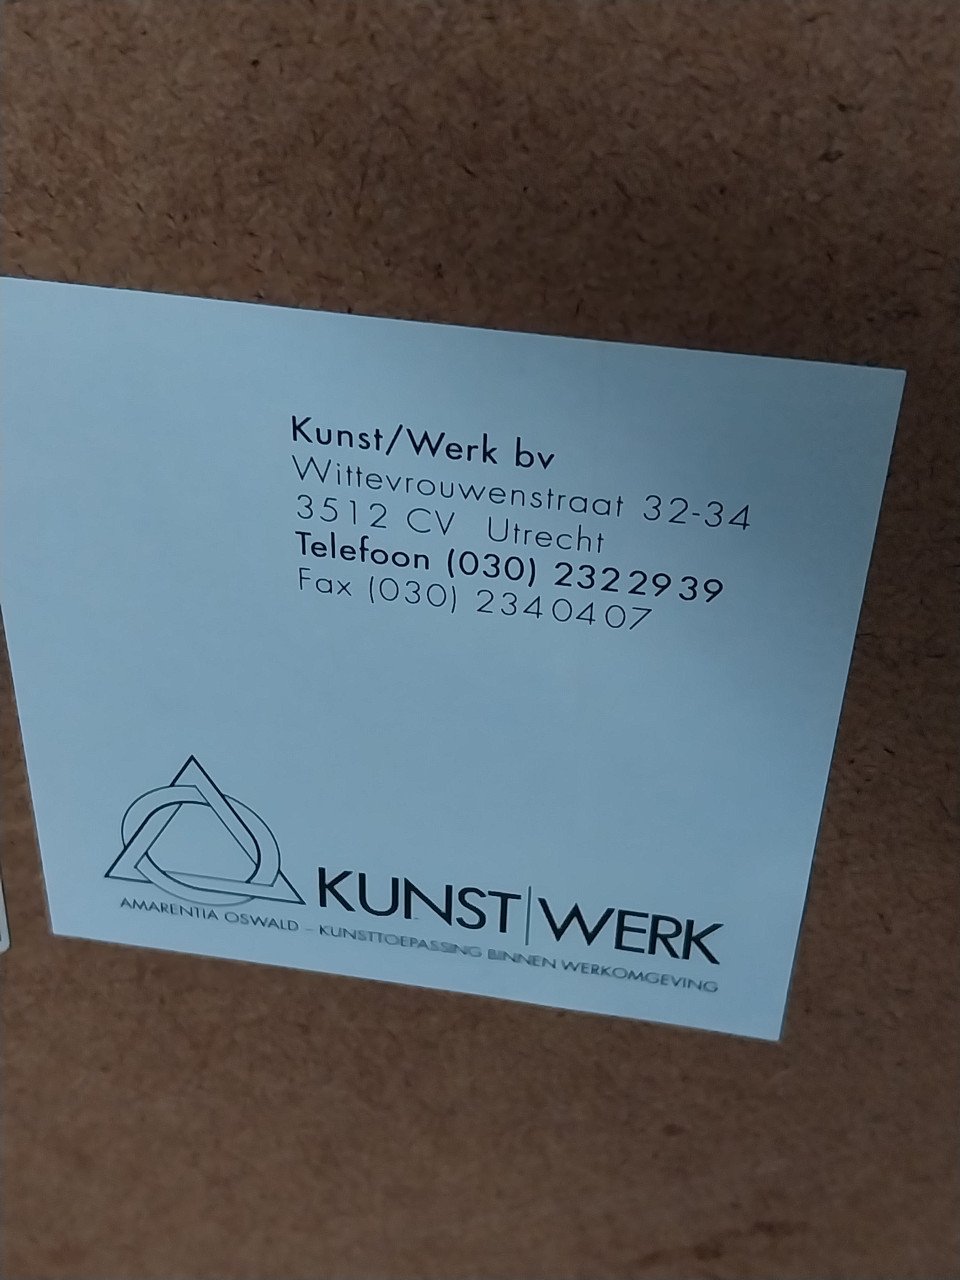 Kunst/Werk bv
Wittevrouwenstraat 32-34
3512 CV Utrecht
Telefoon (030) 2322939
Fax (030) 2340407
KUNST|WERK
AMARENTIA OSWALD – KUNSTTOEPASSING BINNEN WERKOMGEVING